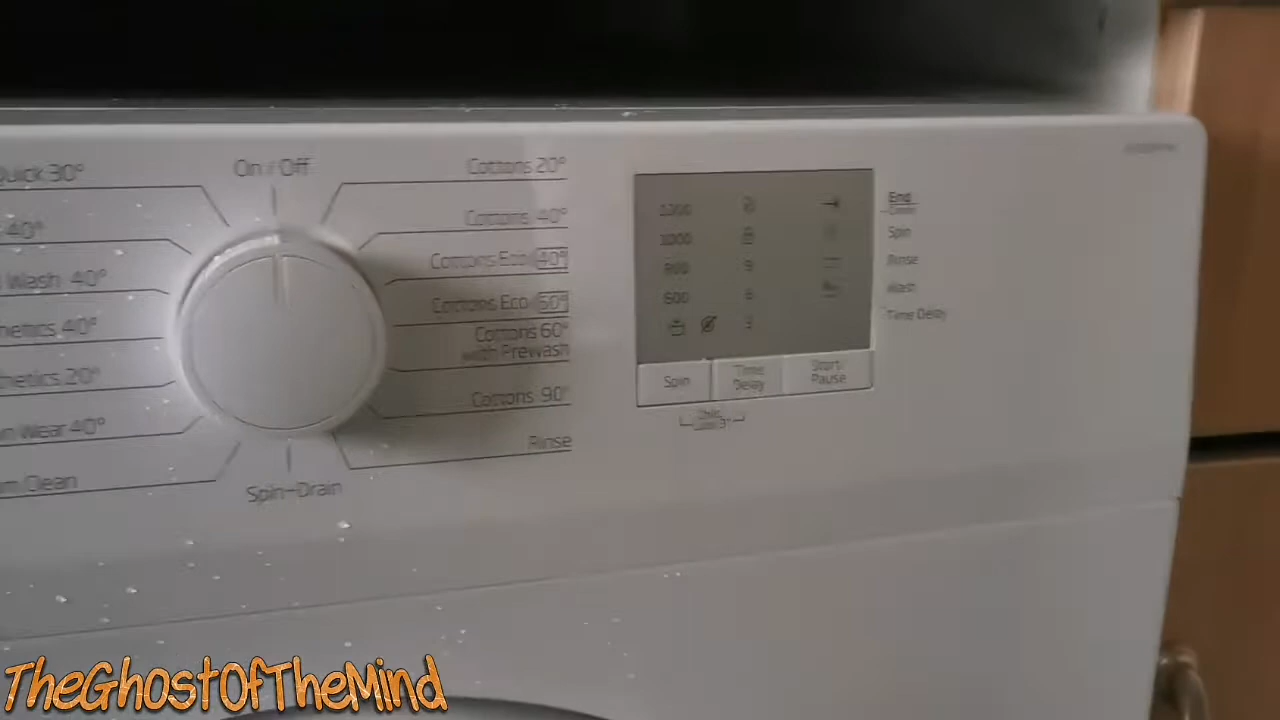 Quick 30°
On / Off
Cottons 20°
40°
Cottons 40°
Wash 40°
Cottons Eco 40°
40°
Cottons Eco 60°
Cottons 60°
with Prewash
20°
Cottons 90°
Wear 40°
Rinse
Clean
Spin-Drain
1200
1000
800
600
End
Spin
Rinse
Wash
Time Delay
Spin
Time
Delay
Start/
Pause
TheGhostOfTheMind